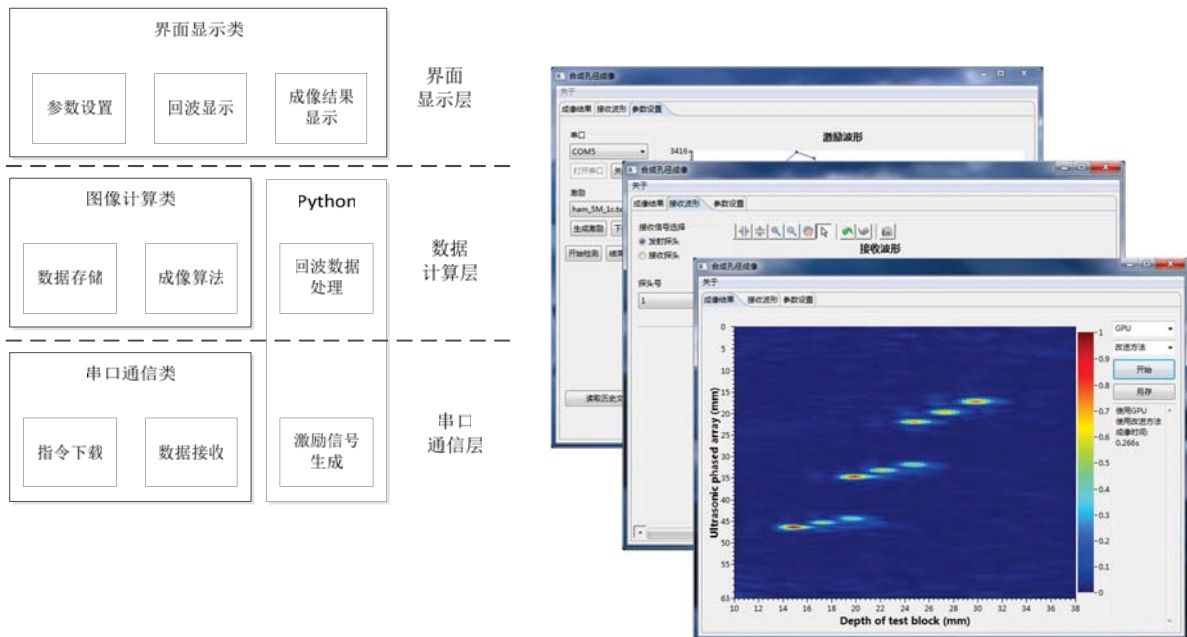 界面显示类
参数设置
回波显示
成像结果
显示
界面
显示层
图像计算类
数据存储
成像算法
Python
回波数据
处理
数据
计算层
串口通信类
指令下载
数据接收
激励信号
生成
串口
通信层
合成孔径成像
关于
成像结果 接收波形 参数设置
串口
COM5
打开串口
激励
ham_5M_1c.tx
生成激励 下
开始检测 结束
读取历史文
激励波形
3416
合成孔径成像
关于
成像结果 接收波形 参数设置
接收信号选择
发射探头
接收探头
探头号
1
接收波形
合成孔径成像
关于
成像结果 接收波形 参数设置
Ultrasonic phased array (mm)
0
5
10
15
20
25
30
35
40
45
50
55
63
10 12 14 16 18 20 22 24 26 28 30 32 34 36 38
Depth of test block (mm)
1
0.9
0.8
0.7
0.6
0.5
0.4
0.3
0.2
0.1
0
GPU
改进方法
开始
另存
使用GPU
使用改进方法
成像时间:
0.266s